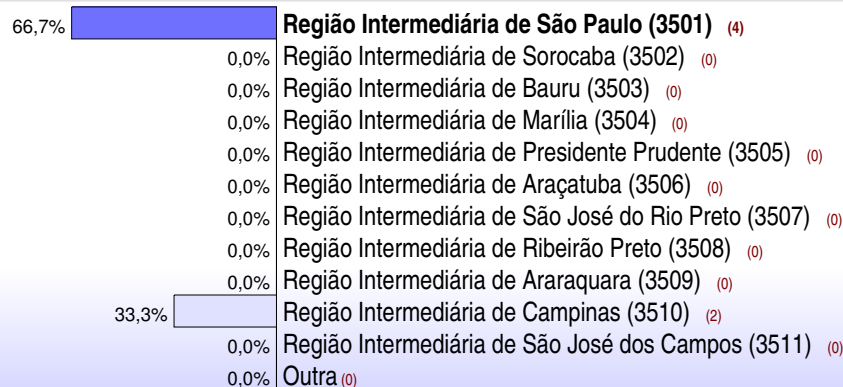 66,7% Região Intermediária de São Paulo (3501) (4)
0,0% Região Intermediária de Sorocaba (3502) (0)
0,0% Região Intermediária de Bauru (3503) (0)
0,0% Região Intermediária de Marília (3504) (0)
0,0% Região Intermediária de Presidente Prudente (3505) (0)
0,0% Região Intermediária de Araçatuba (3506) (0)
0,0% Região Intermediária de São José do Rio Preto (3507) (0)
0,0% Região Intermediária de Ribeirão Preto (3508) (0)
0,0% Região Intermediária de Araraquara (3509) (0)
33,3% Região Intermediária de Campinas (3510) (2)
0,0% Região Intermediária de São José dos Campos (3511) (0)
0,0% Outra (0)